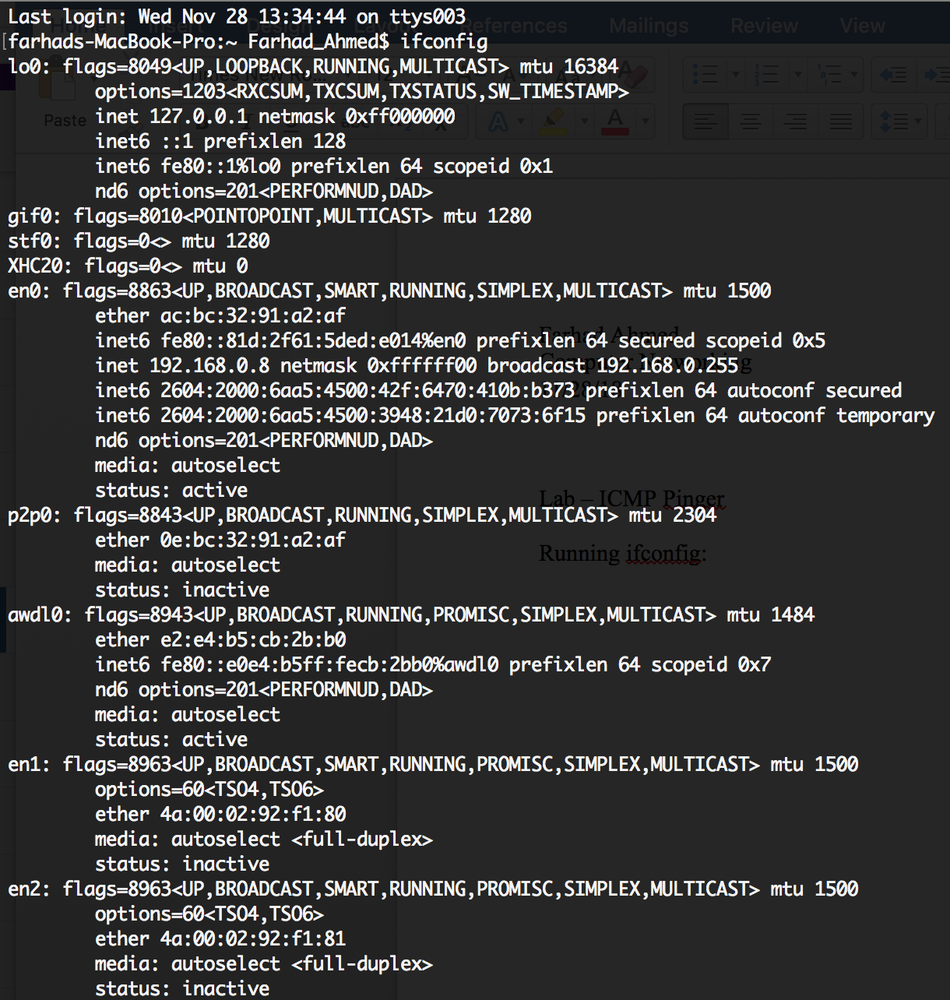 Last login: Wed Nov 28 13:34:44 on ttys003
[farhads-MacBook-Pro:~ Farhad_Ahmed$ ifconfig
lo0: flags=8049<UP,LOOPBACK,RUNNING,MULTICAST> mtu 16384
options=1203<RXCSUM,TXCSUM,TXSTATUS,SW_TIMESTAMP>
inet 127.0.0.1 netmask 0xff000000
inet6 ::1 prefixlen 128
inet6 fe80::1%lo0 prefixlen 64 scopeid 0x1
nd6 options=201<PERFORMNUD,DAD>
gif0: flags=8010<POINTOPOINT,MULTICAST> mtu 1280
stf0: flags=0<> mtu 1280
XHC20: flags=0<> mtu 0
en0: flags=8863<UP,BROADCAST,SMART,RUNNING,SIMPLEX,MULTICAST> mtu 1500
ether ac:bc:32:91:a2:af
inet6 fe80::81d:2f61:5ded:e014%en0 prefixlen 64 secured scopeid 0x5
inet 192.168.0.8 netmask 0xffffff00 broadcast 192.168.0.255
inet6 2604:2000:6aa5:4500:42f:6470:410b:b373 prefixlen 64 autoconf secured
inet6 2604:2000:6aa5:4500:3948:21d0:7073:6f15 prefixlen 64 autoconf temporary
nd6 options=201<PERFORMNUD,DAD>
media: autoselect
status: active
p2p0: flags=8843<UP,BROADCAST,RUNNING,SIMPLEX,MULTICAST> mtu 2304
ether 0e:bc:32:91:a2:af
media: autoselect
status: inactive
awdl0: flags=8943<UP,BROADCAST,RUNNING,PROMISC,SIMPLEX,MULTICAST> mtu 1484
ether e2:e4:b5:cb:2b:b0
inet6 fe80::e0e4:b5ff:fecb:2bb0%awdl0 prefixlen 64 scopeid 0x7
nd6 options=201<PERFORMNUD,DAD>
media: autoselect
status: active
en1: flags=8963<UP,BROADCAST,SMART,RUNNING,PROMISC,SIMPLEX,MULTICAST> mtu 1500
options=60<TSO4,TSO6>
ether 4a:00:02:92:f1:80
media: autoselect <full-duplex>
status: inactive
en2: flags=8963<UP,BROADCAST,SMART,RUNNING,PROMISC,SIMPLEX,MULTICAST> mtu 1500
options=60<TSO4,TSO6>
ether 4a:00:02:92:f1:81
media: autoselect <full-duplex>
status: inactive
Home Insert Design Layout References Mailings Review View
Paste
Farhad Ahmed
Computer Networking
Lab – ICMP Pinger
Running ifconfig: